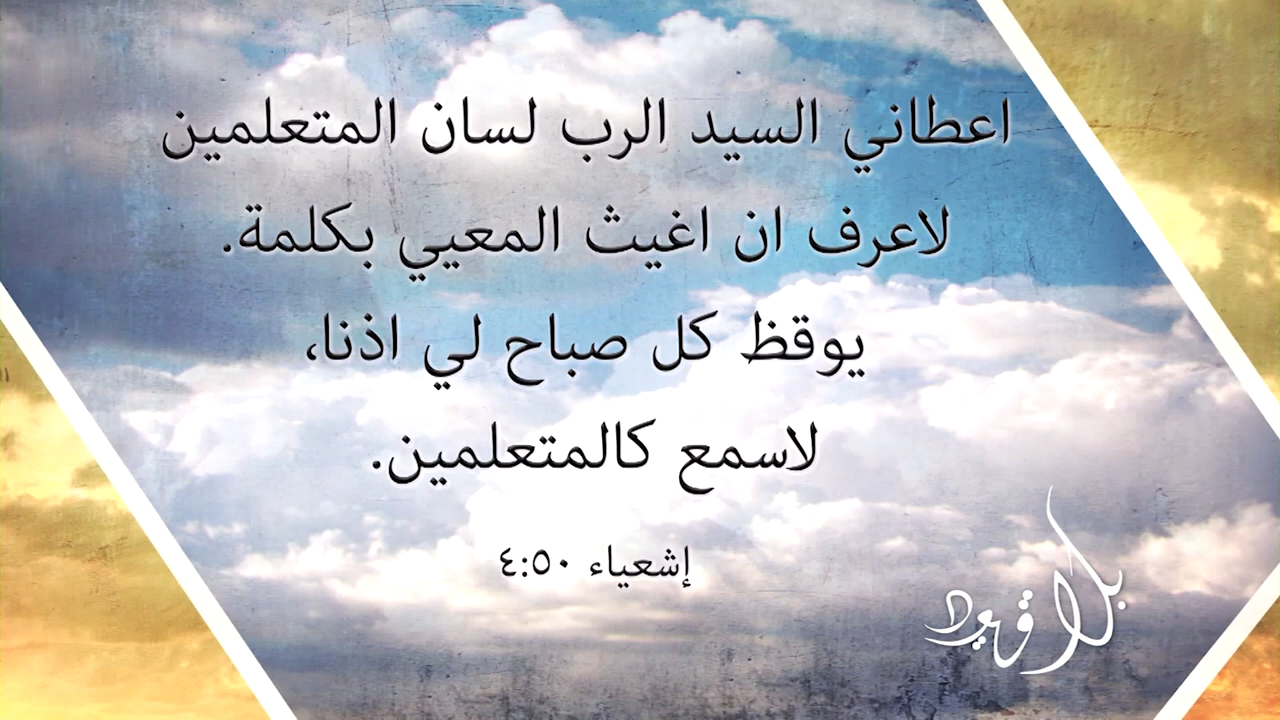 اعطاني السيد الرب لسان المتعلمين
لاعرف ان اغيث المعيي بكلمة.
يوقظ كل صباح لي اذنا،
لاسمع كالمتعلمين.
إشعياء ٤:٥٠
بلا قيود